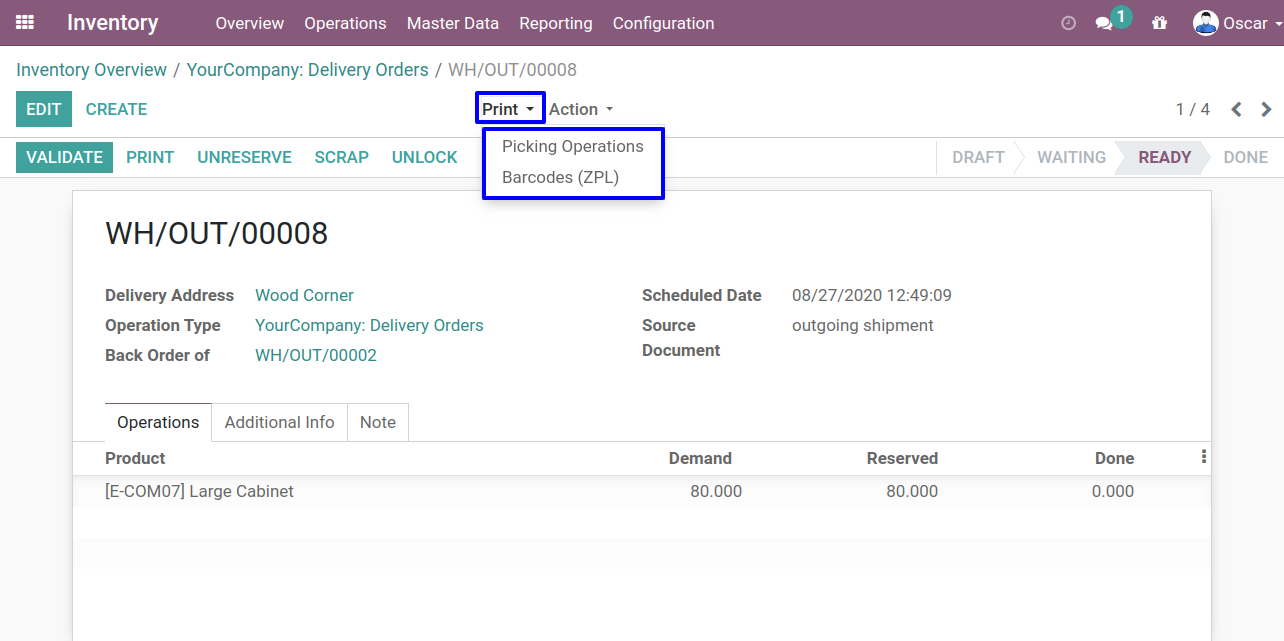 Inventory Overview Operations Master Data Reporting Configuration 1 Oscar
Inventory Overview / YourCompany: Delivery Orders / WH/OUT/00008
EDIT CREATE Print Action 1 / 4
Picking Operations
Barcodes (ZPL)
VALIDATE PRINT UNRESERVE SCRAP UNLOCK DRAFT WAITING READY DONE
WH/OUT/00008
Delivery Address Wood Corner Scheduled Date 08/27/2020 12:49:09
Operation Type YourCompany: Delivery Orders Source outgoing shipment
Document
Back Order of WH/OUT/00002
Operations Additional Info Note
Product Demand Reserved Done
[E-COM07] Large Cabinet 80.000 80.000 0.000